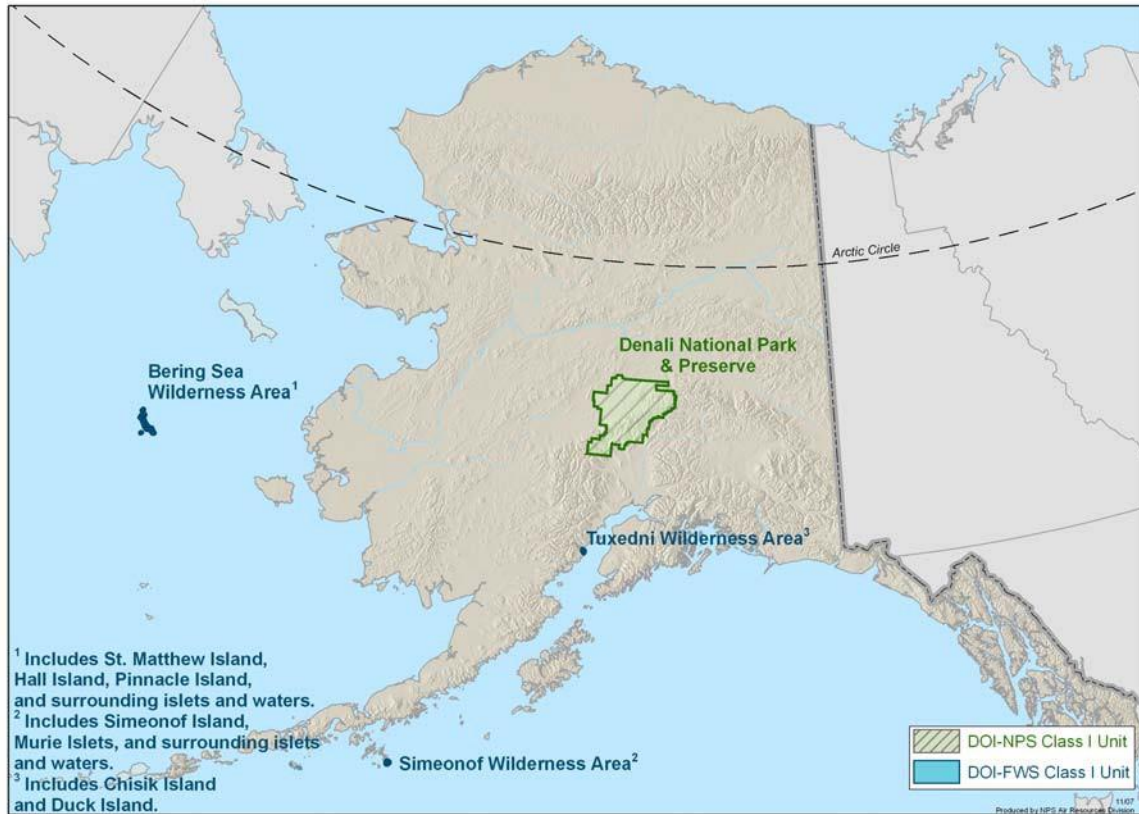 Arctic Circle
Denali National Park
& Preserve
Bering Sea
Wilderness Area¹
Tuxedni Wilderness Area³
¹ Includes St. Matthew Island,
Hall Island, Pinnacle Island,
and surrounding islets and waters.
² Includes Simeonof Island,
Murie Islets, and surrounding islets
and waters.
³ Includes Chisik Island
and Duck Island.
Simeonof Wilderness Area²
DOI-NPS Class I Unit
DOI-FWS Class I Unit
11/07
Produced by NPS Air Resources Division